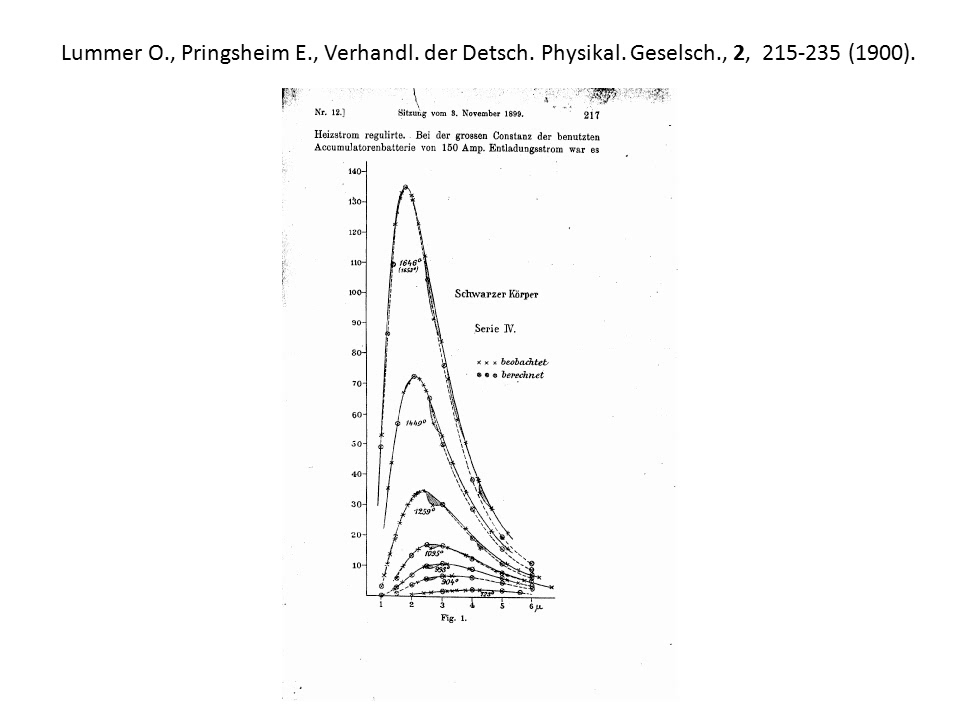 Lummer O., Pringsheim E., Verhandl. der Detsch. Physikal. Geselsch., 2, 215-235 (1900).
Nr. 12.] Sitzung vom 3. November 1899. 217
Heizstrom regulirte. Bei der grossen Constanz der benutzten
Accumulatorenbatterie von 150 Amp. Entladungsstrom war es
140
130
120
110
100
90
80
70
60
50
40
30
20
10
1646°
(1653°)
Schwarzer Körper
Serie IV.
× × × beobachtet
berechnet
1449°
1259°
1095°
998°
904°
723°
1 2 3 4 5 6 μ
Fig. 1.